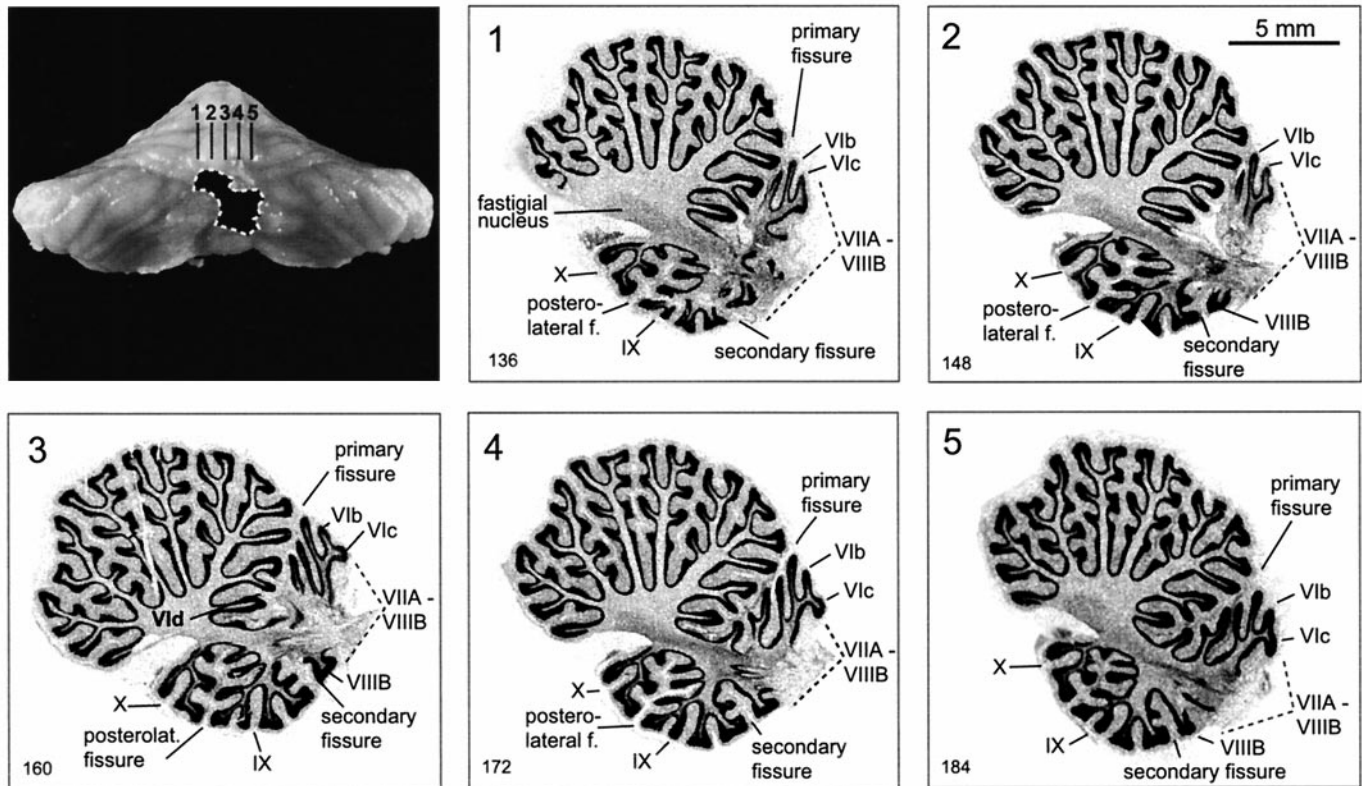 1 2 3 4 5
1
primary
fissure
VIb
VIc
fastigial
nucleus
VIIA -
VIIIB
X
postero-
lateral f.
IX
secondary fissure
136
2
5 mm
VIb
VIc
VIIA -
VIIIB
X
postero-
lateral f.
IX
VIIIB
secondary
fissure
148
3
primary
fissure
VIb
VIc
VId
VIIA -
VIIIB
VIIIB
X
secondary
fissure
posterolat.
fissure
IX
160
4
primary
fissure
VIb
VIc
VIIA -
VIIIB
X
postero-
lateral f.
IX
secondary
fissure
172
5
primary
fissure
VIb
VIc
X
VIIA -
VIIIB
IX
VIIIB
secondary fissure
184